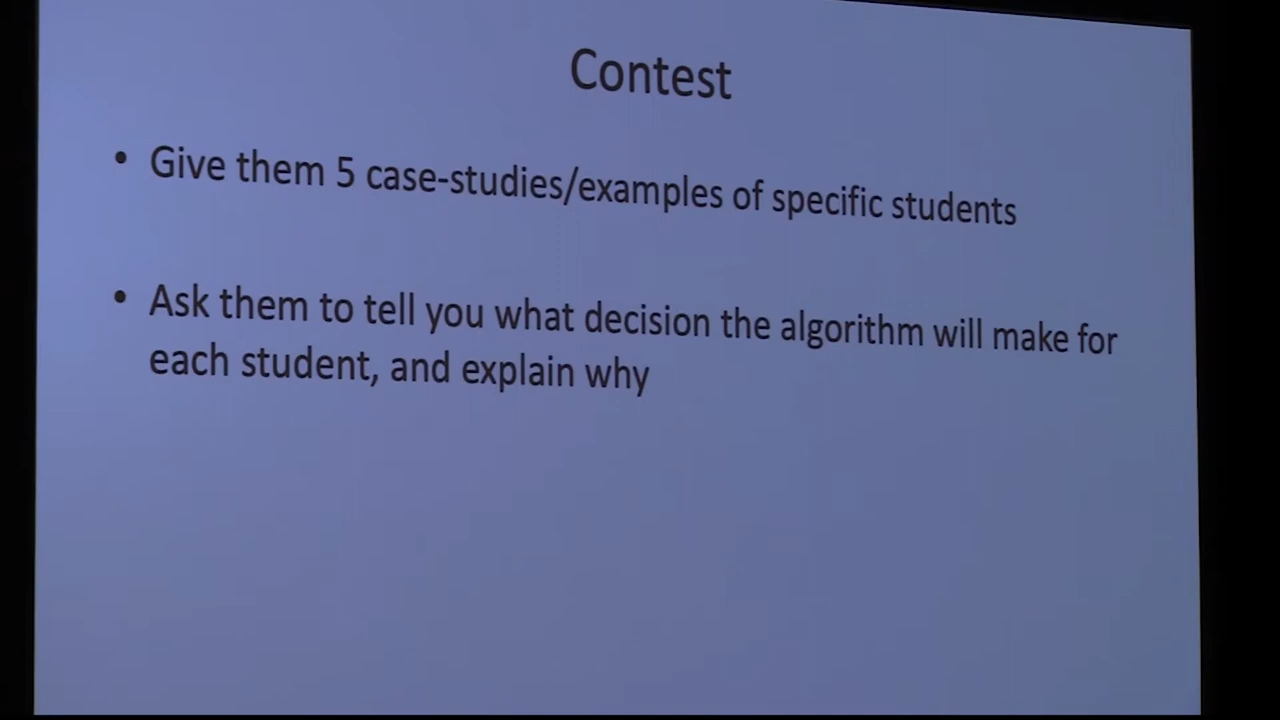 Contest
• Give them 5 case-studies/examples of specific students
• Ask them to tell you what decision the algorithm will make for
each student, and explain why